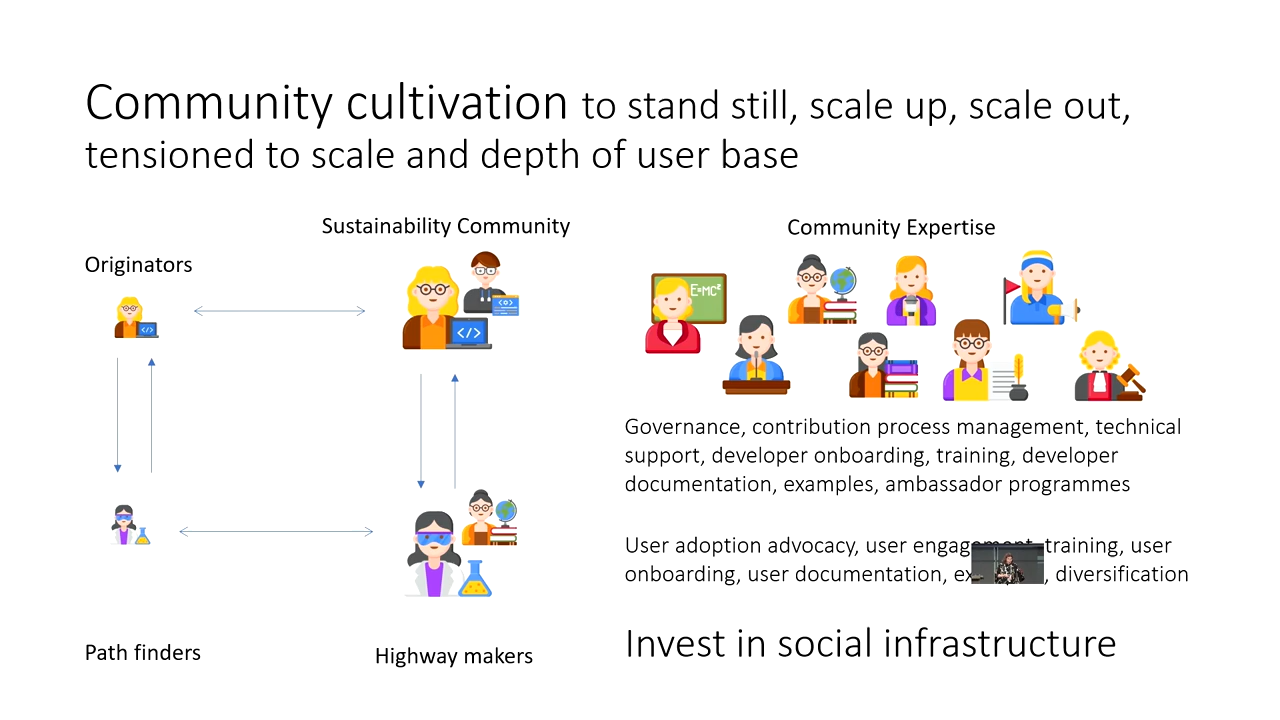 Community cultivation to stand still, scale up, scale out,
tensioned to scale and depth of user base
Sustainability Community
Community Expertise
Originators
E=MC²
</>
</>
Governance, contribution process management, technical
support, developer onboarding, training, developer
documentation, examples, ambassador programmes
User adoption advocacy, user engagement, training, user
onboarding, user documentation, , diversification
Path finders
Highway makers
Invest in social infrastructure